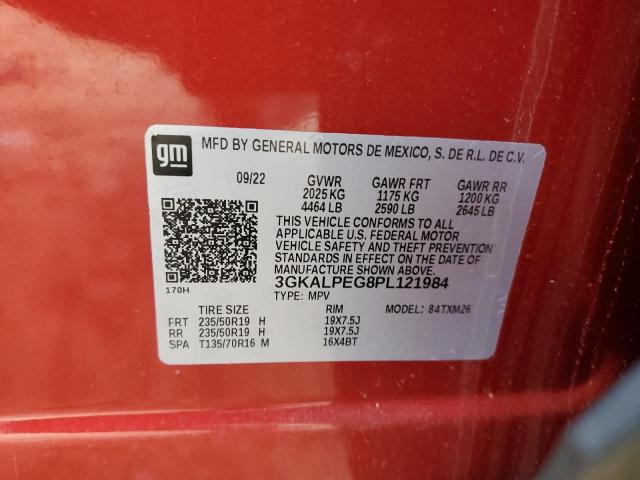 gm MFD BY GENERAL MOTORS DE MEXICO, S. DE R.L. DE C.V.
09/22 GVWR GAWR FRT GAWR RR
2025 KG 1175 KG 1200 KG
4464 LB 2590 LB 2645 LB
THIS VEHICLE CONFORMS TO ALL
APPLICABLE U.S. FEDERAL MOTOR
VEHICLE SAFETY AND THEFT PREVENTION
STANDARDS IN EFFECT ON THE DATE OF
MANUFACTURE SHOWN ABOVE.
3GKALPEG8PL121984
170H TYPE: MPV
TIRE SIZE RIM MODEL: 84TXM26
FRT 235/50R19 H 19X7.5J
RR 235/50R19 H 19X7.5J
SPA T135/70R16 M 16X4BT